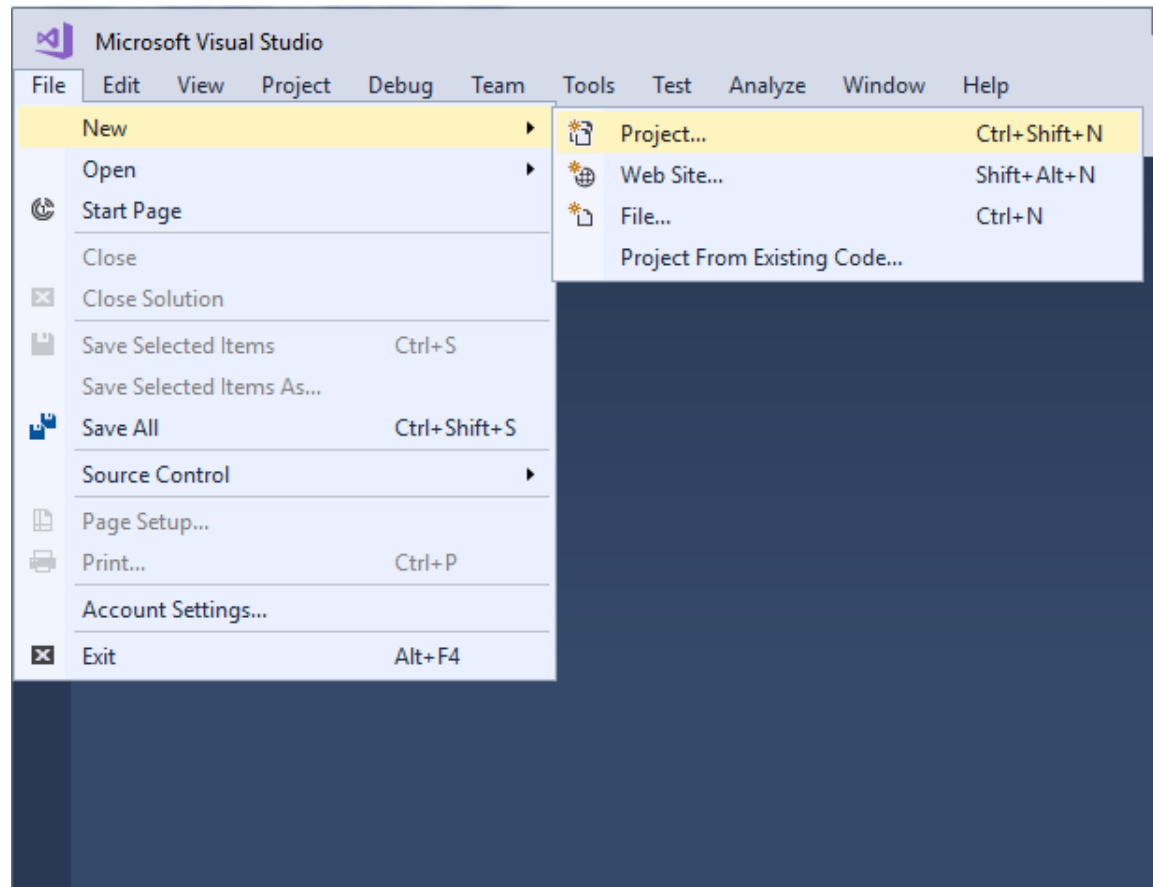 Microsoft Visual Studio
File Edit View Project Debug Team Tools Test Analyze Window Help
New
Open
Start Page
Close
Close Solution
Save Selected Items Ctrl+S
Save Selected Items As...
Save All Ctrl+Shift+S
Source Control
Page Setup...
Print... Ctrl+P
Account Settings...
Exit Alt+F4
Project... Ctrl+Shift+N
Web Site... Shift+Alt+N
File... Ctrl+N
Project From Existing Code...